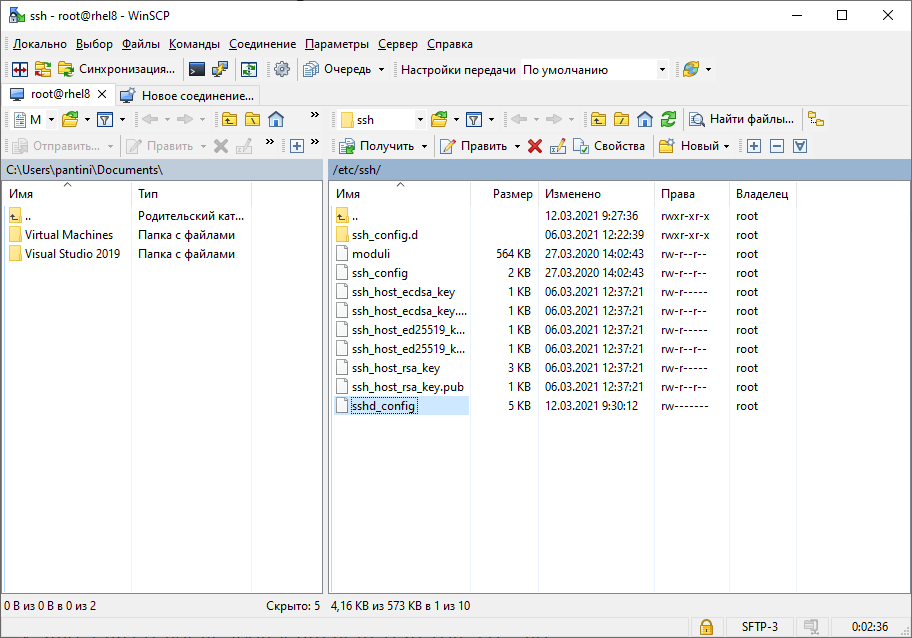 ssh - root@rhel8 - WinSCP
Локально Выбор Файлы Команды Соединение Параметры Сервер Справка
Синхронизация... Очередь Настройки передачи По умолчанию
root@rhel8 Новое соединение...
М ssh Найти файлы...
Отправить... Править Получить Править Свойства Новый
C:\Users\pantini\Documents\ /etc/ssh/
Имя Тип
.. Родительский кат...
Virtual Machines Папка с файлами
Visual Studio 2019 Папка с файлами
Имя Размер Изменено Права Владелец
.. 12.03.2021 9:27:36 rwxr-xr-x root
ssh_config.d 06.03.2021 12:22:39 rwxr-xr-x root
moduli 564 KB 27.03.2020 14:02:43 rw-r--r-- root
ssh_config 2 KB 27.03.2020 14:02:43 rw-r--r-- root
ssh_host_ecdsa_key 1 KB 06.03.2021 12:37:21 rw-r----- root
ssh_host_ecdsa_key.... 1 KB 06.03.2021 12:37:21 rw-r--r-- root
ssh_host_ed25519_k... 1 KB 06.03.2021 12:37:21 rw-r----- root
ssh_host_ed25519_k... 1 KB 06.03.2021 12:37:21 rw-r--r-- root
ssh_host_rsa_key 3 KB 06.03.2021 12:37:21 rw-r----- root
ssh_host_rsa_key.pub 1 KB 06.03.2021 12:37:21 rw-r--r-- root
sshd_config 5 KB 12.03.2021 9:30:12 rw------- root
0 B из 0 B в 0 из 2 Скрыто: 5 4,16 KB из 573 KB в 1 из 10
SFTP-3 0:02:36